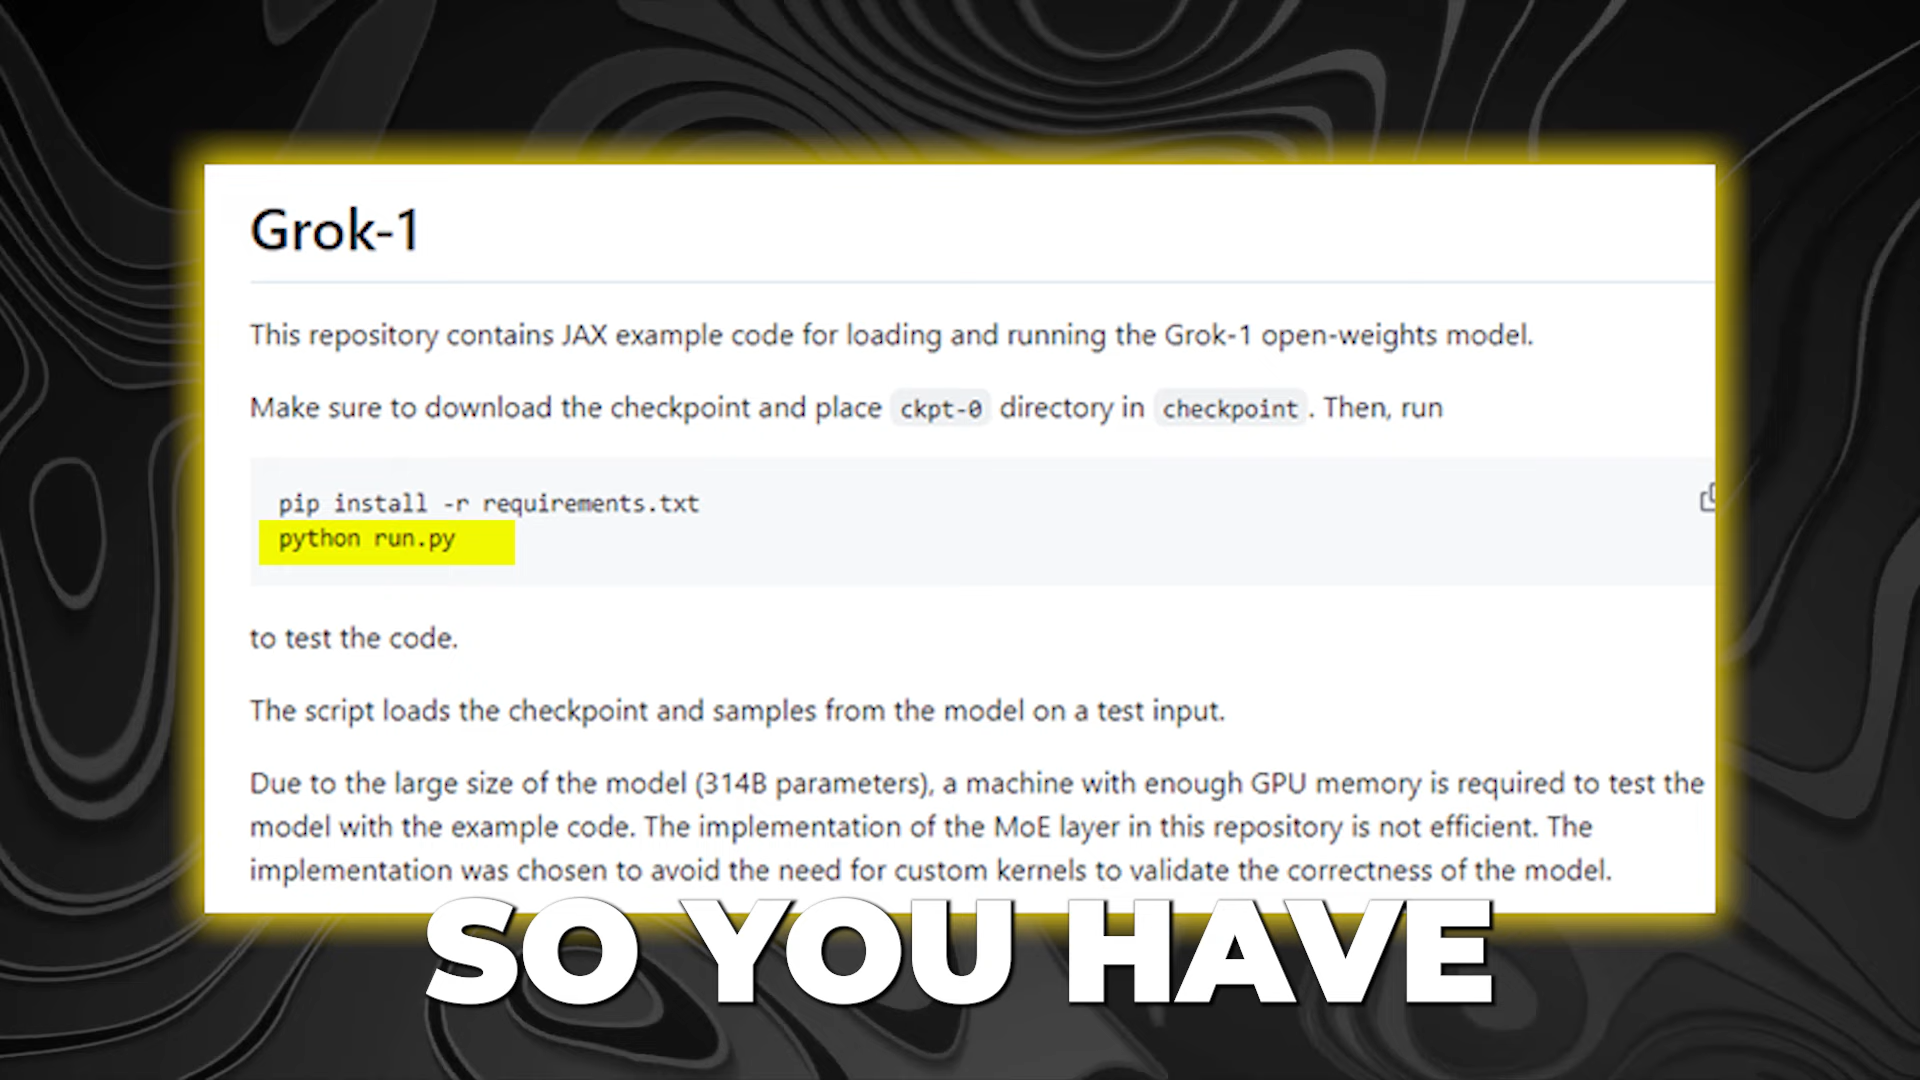 Grok-1
This repository contains JAX example code for loading and running the Grok-1 open-weights model.
Make sure to download the checkpoint and place ckpt-0 directory in checkpoint. Then, run
pip install -r requirements.txt
python run.py
to test the code.
The script loads the checkpoint and samples from the model on a test input.
Due to the large size of the model (314B parameters), a machine with enough GPU memory is required to test the
model with the example code. The implementation of the MoE layer in this repository is not efficient. The
implementation was chosen to avoid the need for custom kernels to validate the correctness of the model.
SO YOU HAVE